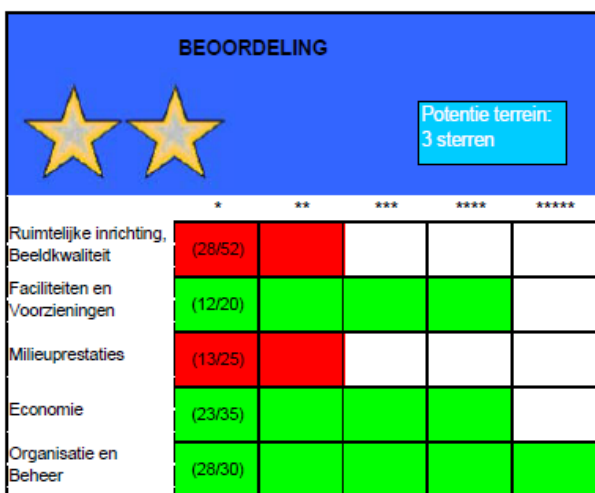 BEOORDELING
Potentie terrein:
3 sterren
* ** *** **** *****
Ruimtelijke inrichting,
Beeldkwaliteit (28/52)
Faciliteiten en
Voorzieningen (12/20)
Milieuprestaties (13/25)
Economie (23/35)
Organisatie en
Beheer (28/30)